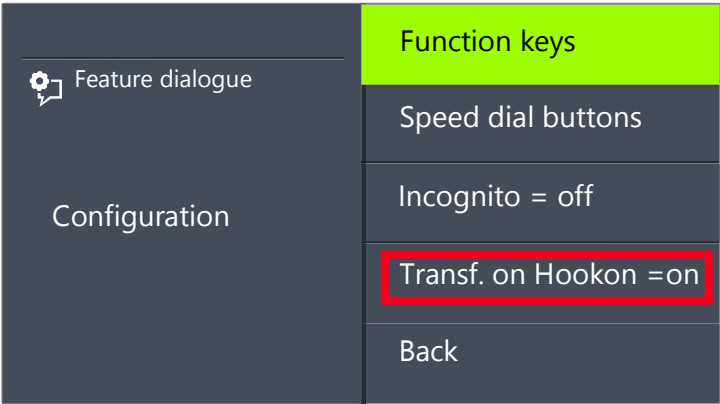 Feature dialogue
Configuration
Function keys
Speed dial buttons
Incognito = off
Transf. on Hookon =on
Back